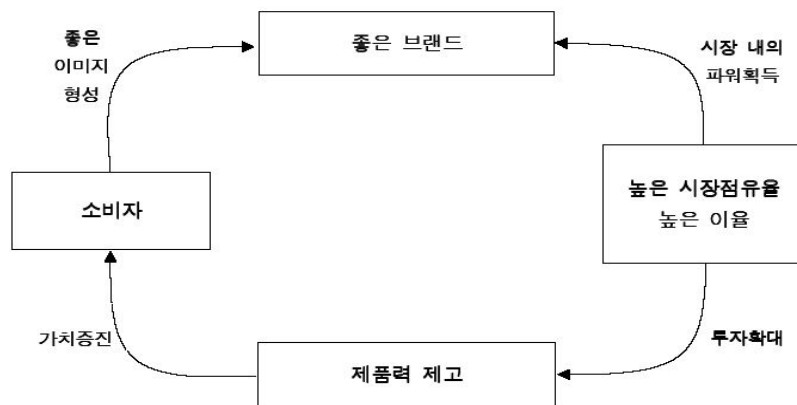 좋은
이미지
형성
좋은 브랜드
시장 내의
파워획득
소비자
높은 시장점유율
높은 이율
가치증진
제품력 제고
투자확대